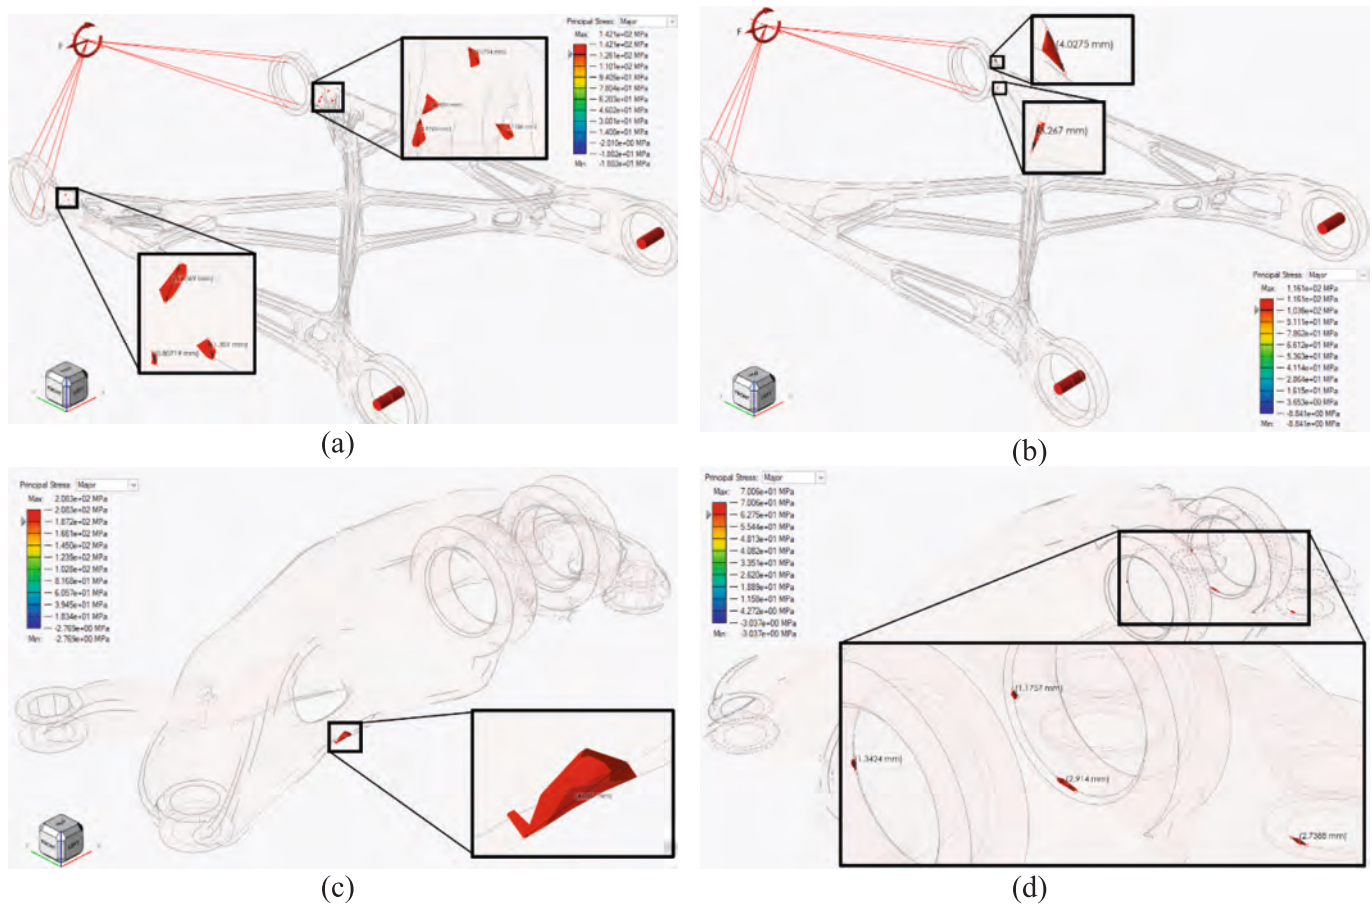 F
Principal Stress: Major
Max: 1.421e+02 MPa
1.421e+02 MPa
1.261e+02 MPa
1.101e+02 MPa
9.409e+01 MPa
7.804e+01 MPa
6.203e+01 MPa
4.602e+01 MPa
3.001e+01 MPa
1.400e+01 MPa
-2.010e+00 MPa
-1.802e+01 MPa
Min: -1.803e+01 MPa
(0.80719 mm)
(a)
F
(4.0275 mm)
.267 mm)
Principal Stress: Major
Max: 1.161e+02 MPa
1.161e+02 MPa
1.036e+02 MPa
9.111e+01 MPa
7.862e+01 MPa
6.612e+01 MPa
5.363e+01 MPa
4.114e+01 MPa
2.864e+01 MPa
1.615e+01 MPa
3.653e+00 MPa
-8.841e+00 MPa
Min: -8.841e+00 MPa
(b)
Principal Stress: Major
Max: 2.083e+02 MPa
2.083e+02 MPa
1.872e+02 MPa
1.661e+02 MPa
1.450e+02 MPa
1.239e+02 MPa
1.028e+02 MPa
8.168e+01 MPa
6.057e+01 MPa
3.945e+01 MPa
1.834e+01 MPa
-2.769e+00 MPa
Min: -2.769e+00 MPa
(c)
Principal Stress: Major
Max: 7.006e+01 MPa
7.006e+01 MPa
6.275e+01 MPa
5.544e+01 MPa
4.813e+01 MPa
4.082e+01 MPa
3.351e+01 MPa
2.620e+01 MPa
1.889e+01 MPa
1.158e+01 MPa
4.272e+00 MPa
-3.037e+00 MPa
Min: -3.037e+00 MPa
(1.1757 mm)
(1.3424 mm)
(2.914 mm)
(2.7388 mm)
(d)